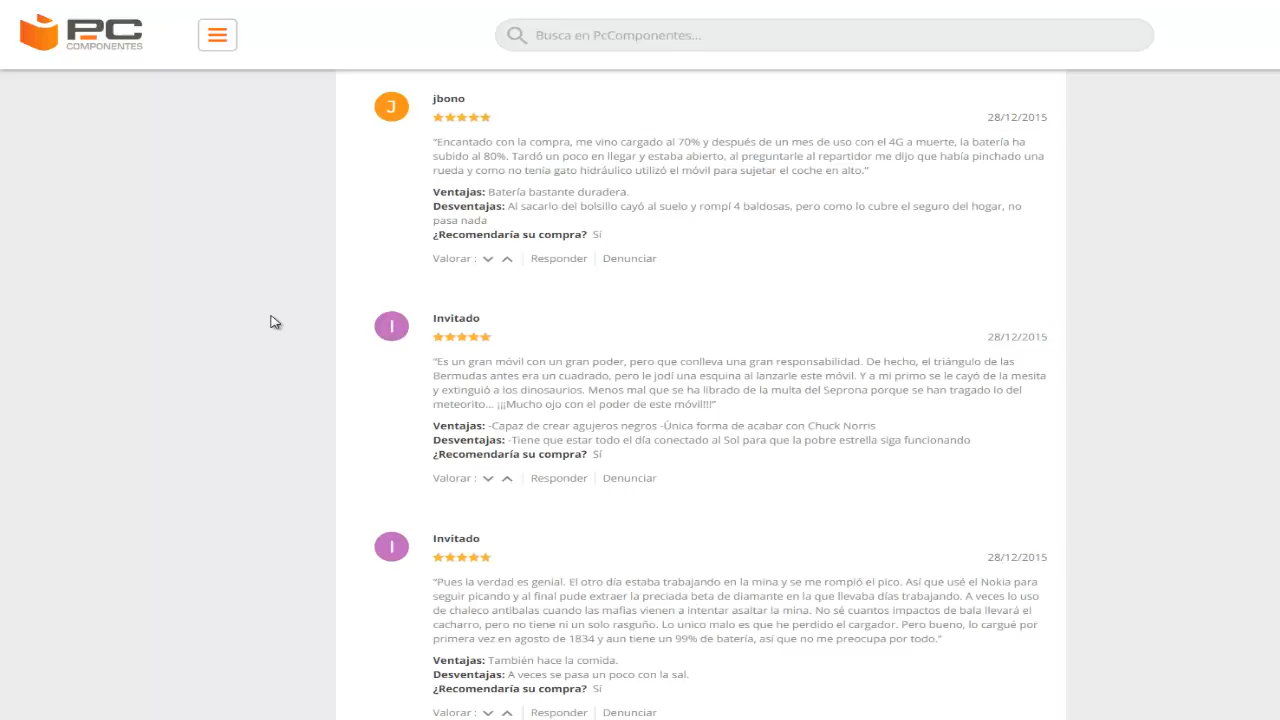 PC
COMPONENTES
Busca en PcComponentes...
J
jbono
28/12/2015
“Encantado con la compra, me vino cargado al 70% y después de un mes de uso con el 4G a muerte, la batería ha
subido al 80%. Tardó un poco en llegar y estaba abierto, al preguntarle al repartidor me dijo que había pinchado una
rueda y como no tenía gato hidráulico utilizó el móvil para sujetar el coche en alto.”
Ventajas: Batería bastante duradera.
Desventajas: Al sacarlo del bolsillo cayó al suelo y rompí 4 baldosas, pero como lo cubre el seguro del hogar, no
pasa nada
¿Recomendaría su compra? Sí
Valorar : Responder Denunciar
I
Invitado
28/12/2015
“Es un gran móvil con un gran poder, pero que conlleva una gran responsabilidad. De hecho, el triángulo de las
Bermudas antes era un cuadrado, pero le jodí una esquina al lanzarle este móvil. Y a mi primo se le cayó de la mesita
y extinguió a los dinosaurios. Menos mal que se ha librado de la multa del Seprona porque se han tragado lo del
meteorito... ¡¡¡Mucho ojo con el poder de este móvil!!!”
Ventajas: -Capaz de crear agujeros negros -Única forma de acabar con Chuck Norris
Desventajas: -Tiene que estar todo el día conectado al Sol para que la pobre estrella siga funcionando
¿Recomendaría su compra? Sí
Valorar : Responder Denunciar
I
Invitado
28/12/2015
“Pues la verdad es genial. El otro día estaba trabajando en la mina y se me rompió el pico. Así que usé el Nokia para
seguir picando y al final pude extraer la preciada beta de diamante en la que llevaba días trabajando. A veces lo uso
de chaleco antibalas cuando las mafias vienen a intentar asaltar la mina. No sé cuantos impactos de bala llevará el
cacharro, pero no tiene ni un solo rasguño. Lo unico malo es que he perdido el cargador. Pero bueno, lo cargué por
primera vez en agosto de 1834 y aun tiene un 99% de batería, así que no me preocupa por todo.”
Ventajas: También hace la comida.
Desventajas: A veces se pasa un poco con la sal.
¿Recomendaría su compra? Sí
Valorar : Responder Denunciar